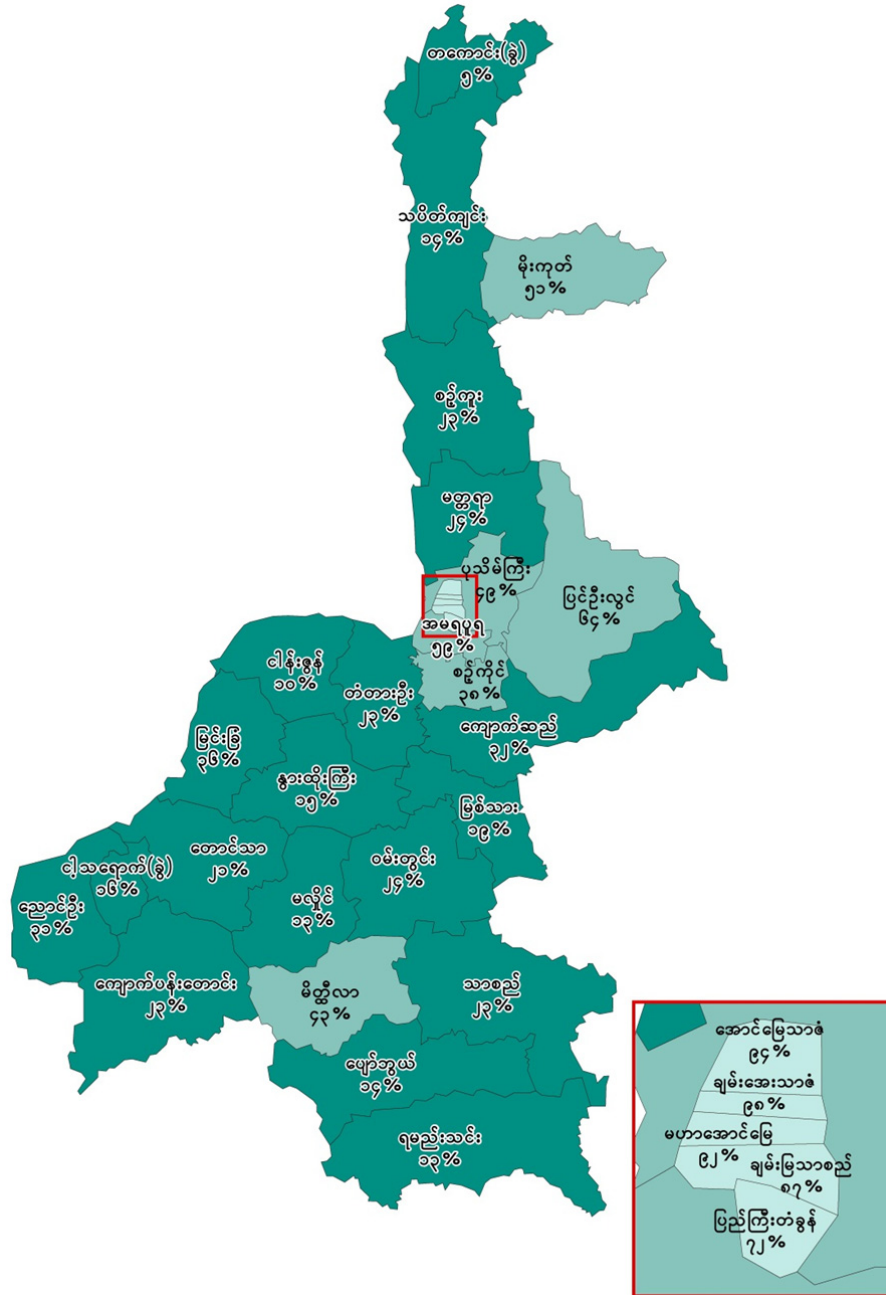 တကောင်း(ခွဲ)
၅%
သပိတ်ကျင်း
၁၄%
မိုးကုတ်
၅၁%
စဉ့်ကူး
၂၃%
မတ္တရာ
၂၄%
ပုသိမ်ကြီး
၄၉%
ပြင်ဦးလွင်
၆၄%
အမရပူရ
၅၉%
စဉ့်ကိုင်
၃၈%
ငါန်းဇွန်
၁၀%
တံတားဦး
၂၃%
ကျောက်ဆည်
၃၂%
မြင်းခြံ
၃၆%
နွားထိုးကြီး
၁၅%
မြစ်သား
၁၉%
တောင်သာ
၂၁%
ဝမ်းတွင်း
၂၄%
ငါ့သရောက်(ခွဲ)
၁၆%
ညောင်ဦး
၃၁%
မလှိုင်
၁၃%
ကျောက်ပန်းတောင်း
၂၃%
မိတ္ထီလာ
၄၃%
သာစည်
၂၃%
ပျော်ဘွယ်
၁၄%
ရမည်းသင်း
၁၃%
အောင်မြေသာဇံ
၉၄%
ချမ်းအေးသာဇံ
၉၈%
မဟာအောင်မြေ
၉၂%
ချမ်းမြသာစည်
၈၇%
ပြည်ကြီးတံခွန်
၇၂%